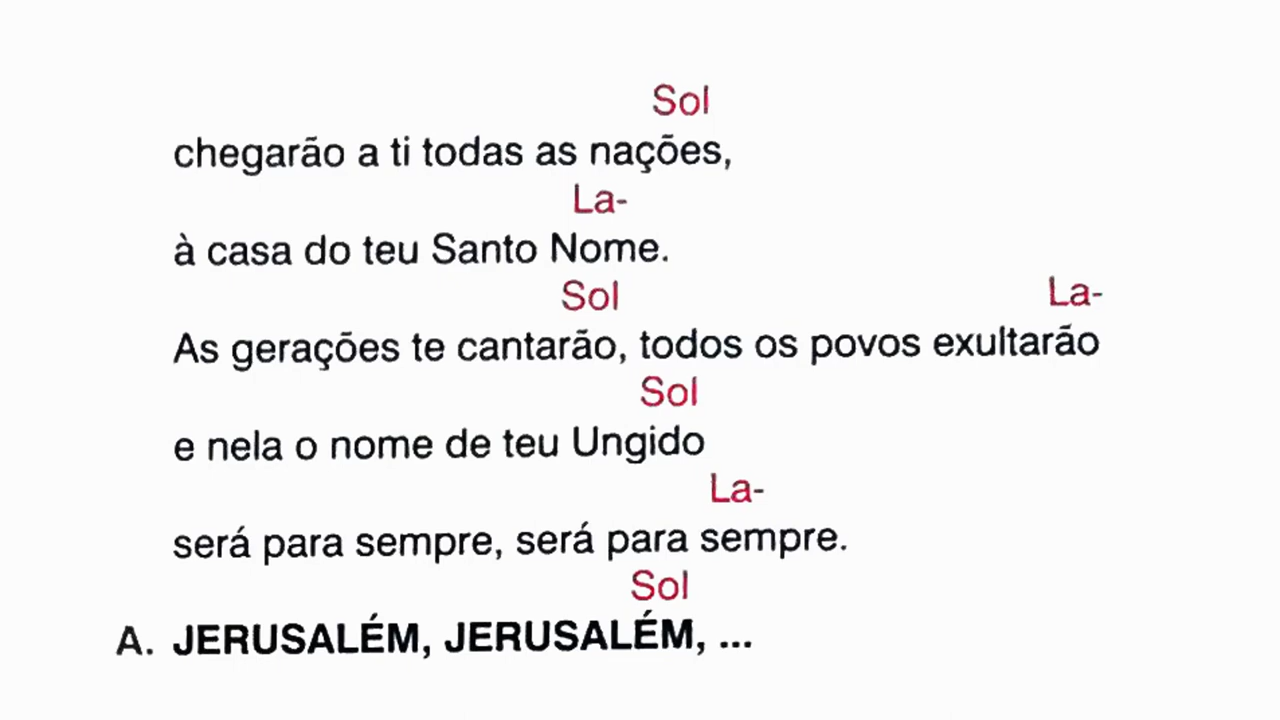 Sol
chegarão a ti todas as nações,
La-
à casa do teu Santo Nome.
Sol La-
As gerações te cantarão, todos os povos exultarão
Sol
e nela o nome de teu Ungido
La-
será para sempre, será para sempre.
Sol
A. JERUSALÉM, JERUSALÉM, ...